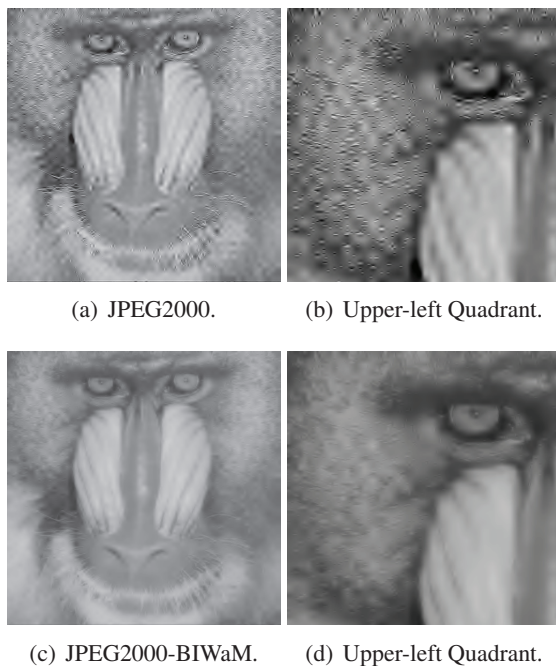 (a) JPEG2000.
(b) Upper-left Quadrant.
(c) JPEG2000-BIWaM.
(d) Upper-left Quadrant.